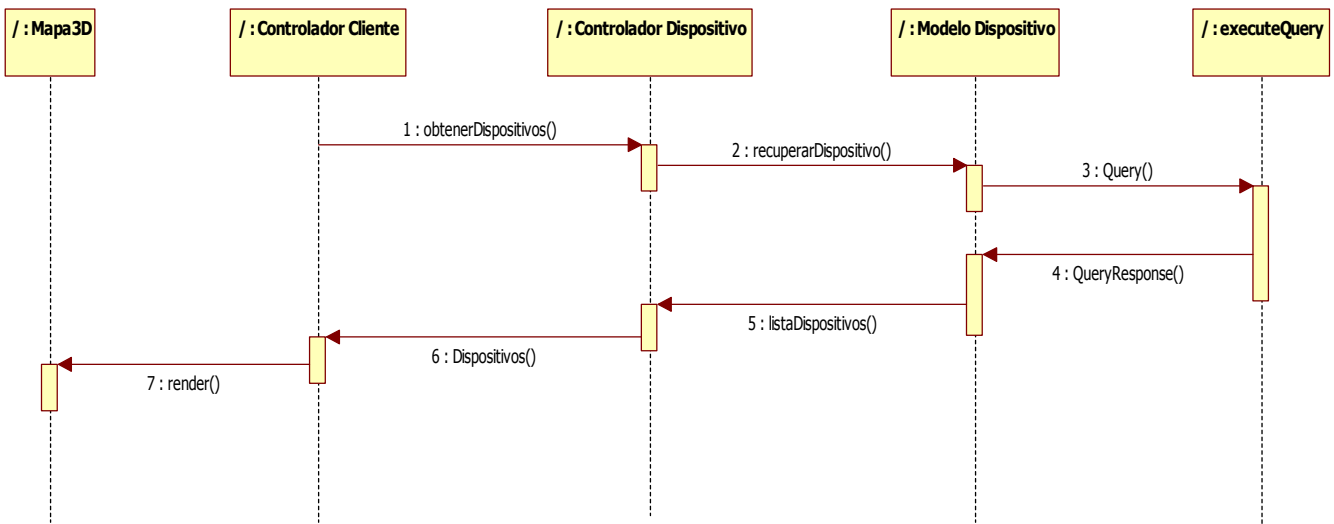 / : Mapa3D
/ : Controlador Cliente
/ : Controlador Dispositivo
/ : Modelo Dispositivo
/ : executeQuery
1 : obtenerDispositivos()
2 : recuperarDispositivo()
3 : Query()
4 : QueryResponse()
5 : listaDispositivos()
6 : Dispositivos()
7 : render()